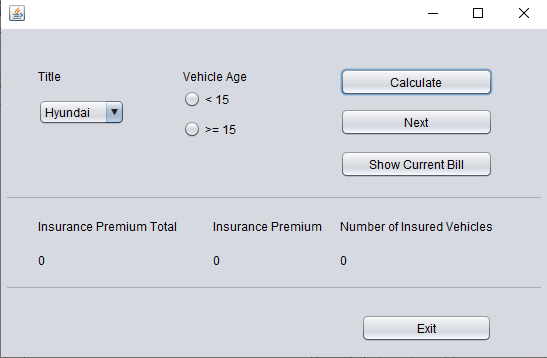 Title
Vehicle Age
Calculate
Hyundai
< 15
Next
>= 15
Show Current Bill
Insurance Premium Total
Insurance Premium
Number of Insured Vehicles
0
0
0
Exit